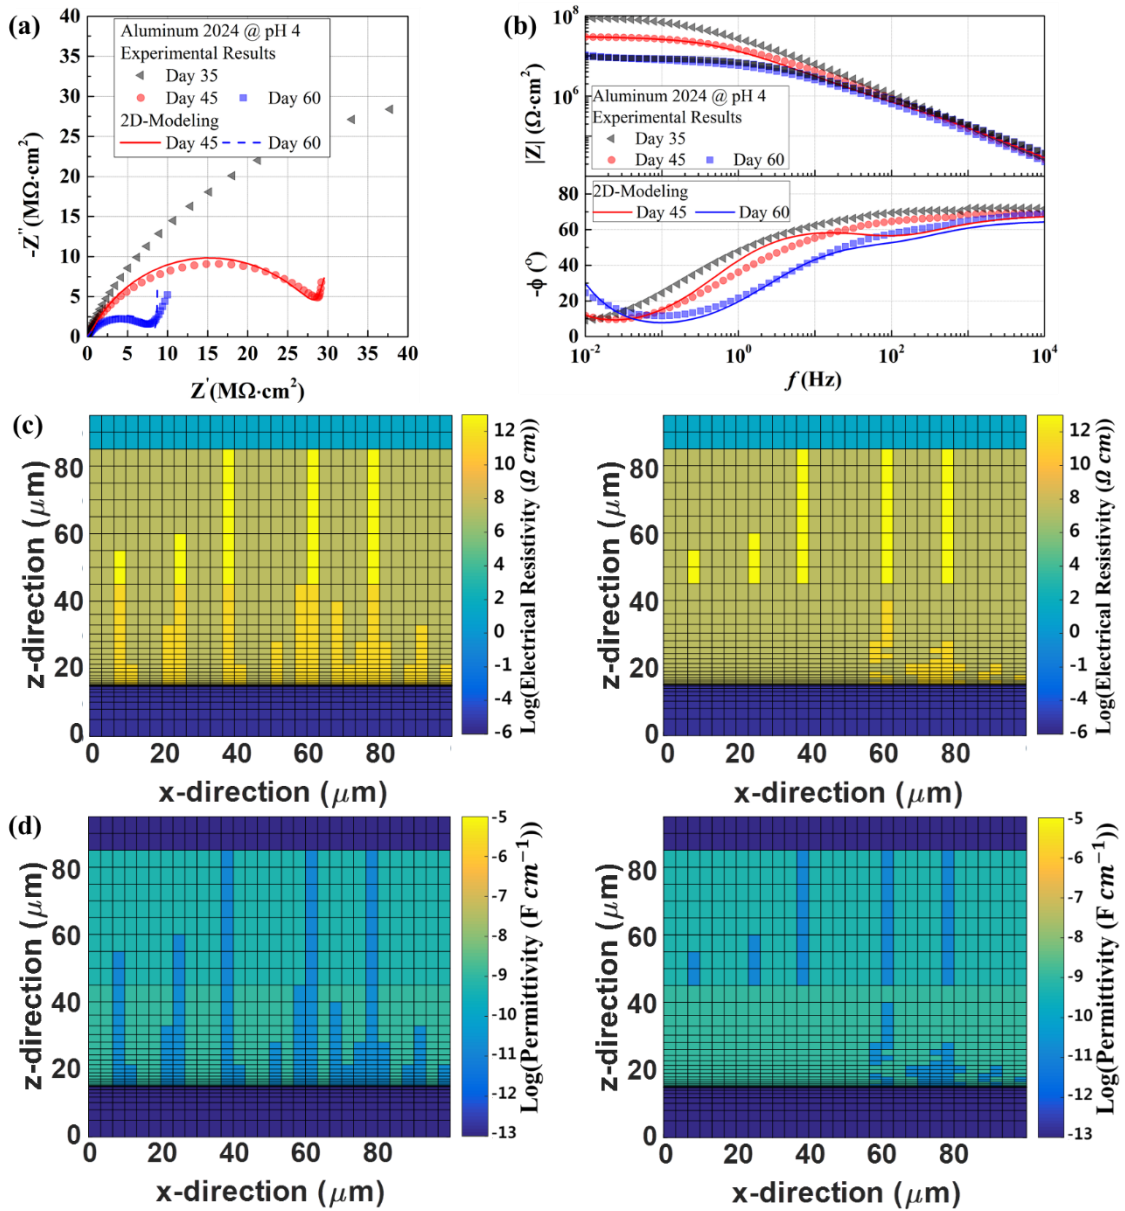 (a)
40
35
30
25
20
15
10
5
0
-Z''(MΩ·cm²)
Aluminum 2024 @ pH 4
Experimental Results
Day 35
Day 45 Day 60
2D-Modeling
Day 45 Day 60
0 5 10 15 20 25 30 35 40
Z'(MΩ·cm²)
(b)
10⁸
10⁶
|Z| (Ω·cm²)
Aluminum 2024 @ pH 4
Experimental Results
Day 35
Day 45 Day 60
90
80
60
40
20
0
-ϕ (°)
2D-Modeling
Day 45 Day 60
10⁻² 10⁰ 10² 10⁴
f (Hz)
(c)
80
60
40
20
0
z-direction (μm)
0 20 40 60 80
x-direction (μm)
12
10
8
6
4
2
0
-1
-4
-6
Log(Electrical Resistivity (Ω cm))
80
60
40
20
0
z-direction (μm)
0 20 40 60 80
x-direction (μm)
12
10
8
6
4
2
0
-1
-4
-6
Log(Electrical Resistivity (Ω cm))
(d)
80
60
40
20
0
z-direction (μm)
0 20 40 60 80
x-direction (μm)
-5
-6
-7
-8
-9
-10
-11
-12
-13
Log(Permittivity (F cm⁻¹))
80
60
40
20
0
z-direction (μm)
0 20 40 60 80
x-direction (μm)
-5
-6
-7
-8
-9
-10
-11
-12
-13
Log(Permittivity (F cm⁻¹))